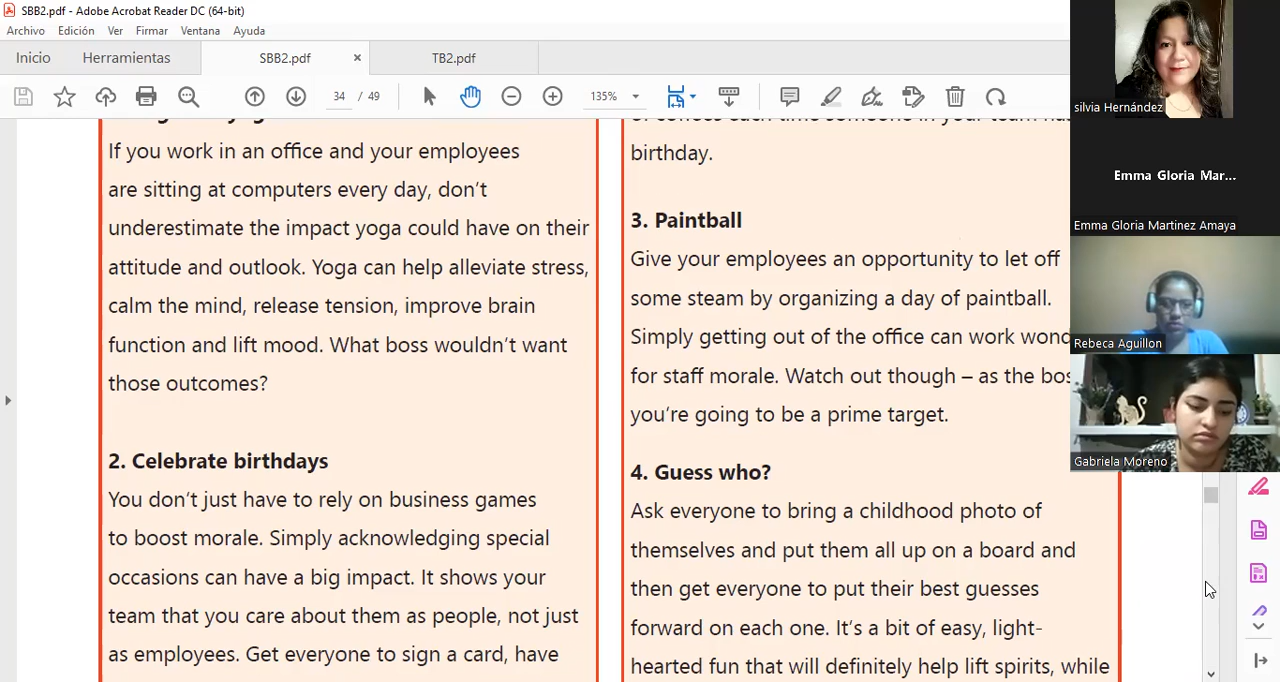 SBB2.pdf - Adobe Acrobat Reader DC (64-bit)
Archivo Edición Ver Firmar Ventana Ayuda
Inicio Herramientas SBB2.pdf × TB2.pdf
34 / 49 135%
If you work in an office and your employees
are sitting at computers every day, don't
underestimate the impact yoga could have on their
attitude and outlook. Yoga can help alleviate stress,
calm the mind, release tension, improve brain
function and lift mood. What boss wouldn't want
those outcomes?
2. Celebrate birthdays
You don't just have to rely on business games
to boost morale. Simply acknowledging special
occasions can have a big impact. It shows your
team that you care about them as people, not just
as employees. Get everyone to sign a card, have
birthday.
3. Paintball
Give your employees an opportunity to let off
some steam by organizing a day of paintball.
Simply getting out of the office can work
for staff morale. Watch out though – as the
you're going to be a prime target.
4. Guess who?
Ask everyone to bring a childhood photo of
themselves and put them all up on a board and
then get everyone to put their best guesses
forward on each one. It's a bit of easy, light-
hearted fun that will definitely help lift spirits, while
silvia Hernández
Emma Gloria Mar...
Emma Gloria Martinez Amaya
Rebeca Aguillon
Gabriela Moreno